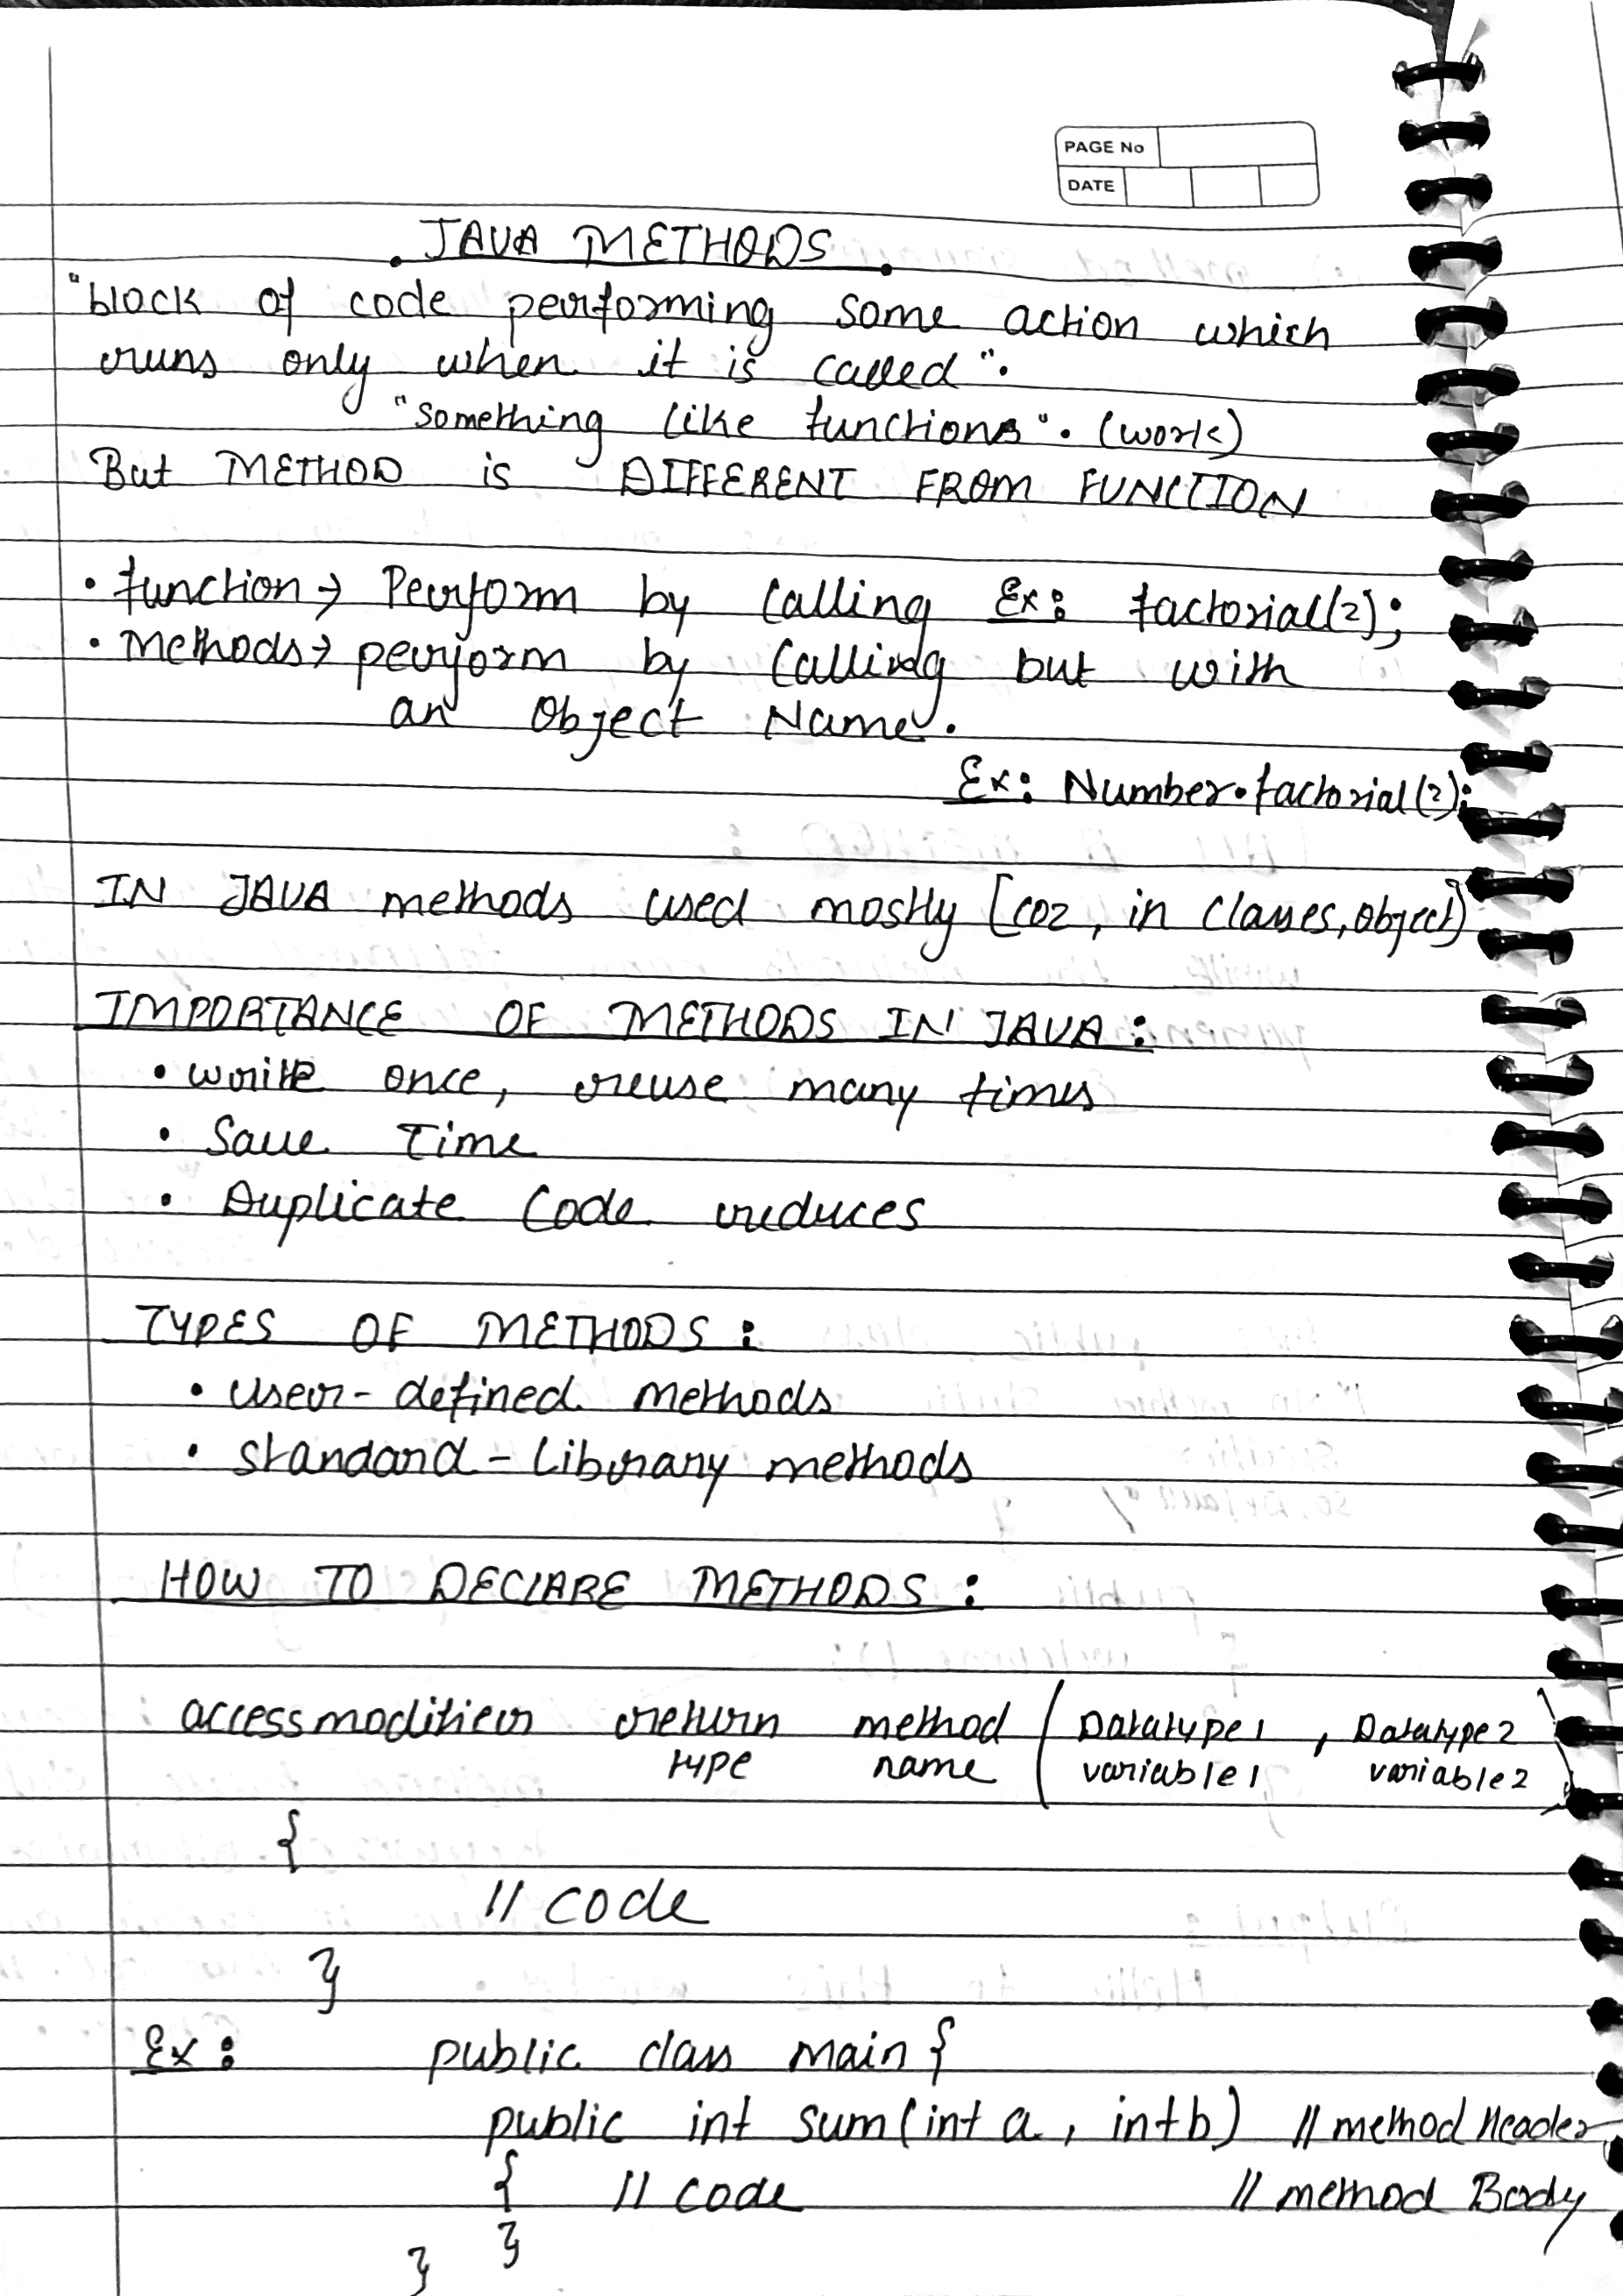 PAGE No
DATE
JAVA METHODS
"block of code performing some action which
runs only when it is called".
"something like functions". (work)
But METHOD is DIFFERENT FROM FUNCTION
• function → Perform by calling Ex: factorial(2);
• Methods → perform by calling but with
an Object Name.
Ex: Number.factorial(2);
IN JAVA methods used mostly [coz, in classes, object]
IMPORTANCE OF METHODS IN JAVA:
• write once, reuse many times
• Save Time
• Duplicate Code reduces
TYPES OF METHODS:
• user-defined methods
• standard-Library methods
HOW TO DECLARE METHODS:
accessmodifier return method (Datatype1 , Datatype2
type name variable1 variable2)
{
// code
}
Ex: public class main {
public int sum(int a, int b) // method Header
{ // code // method Body
}
}